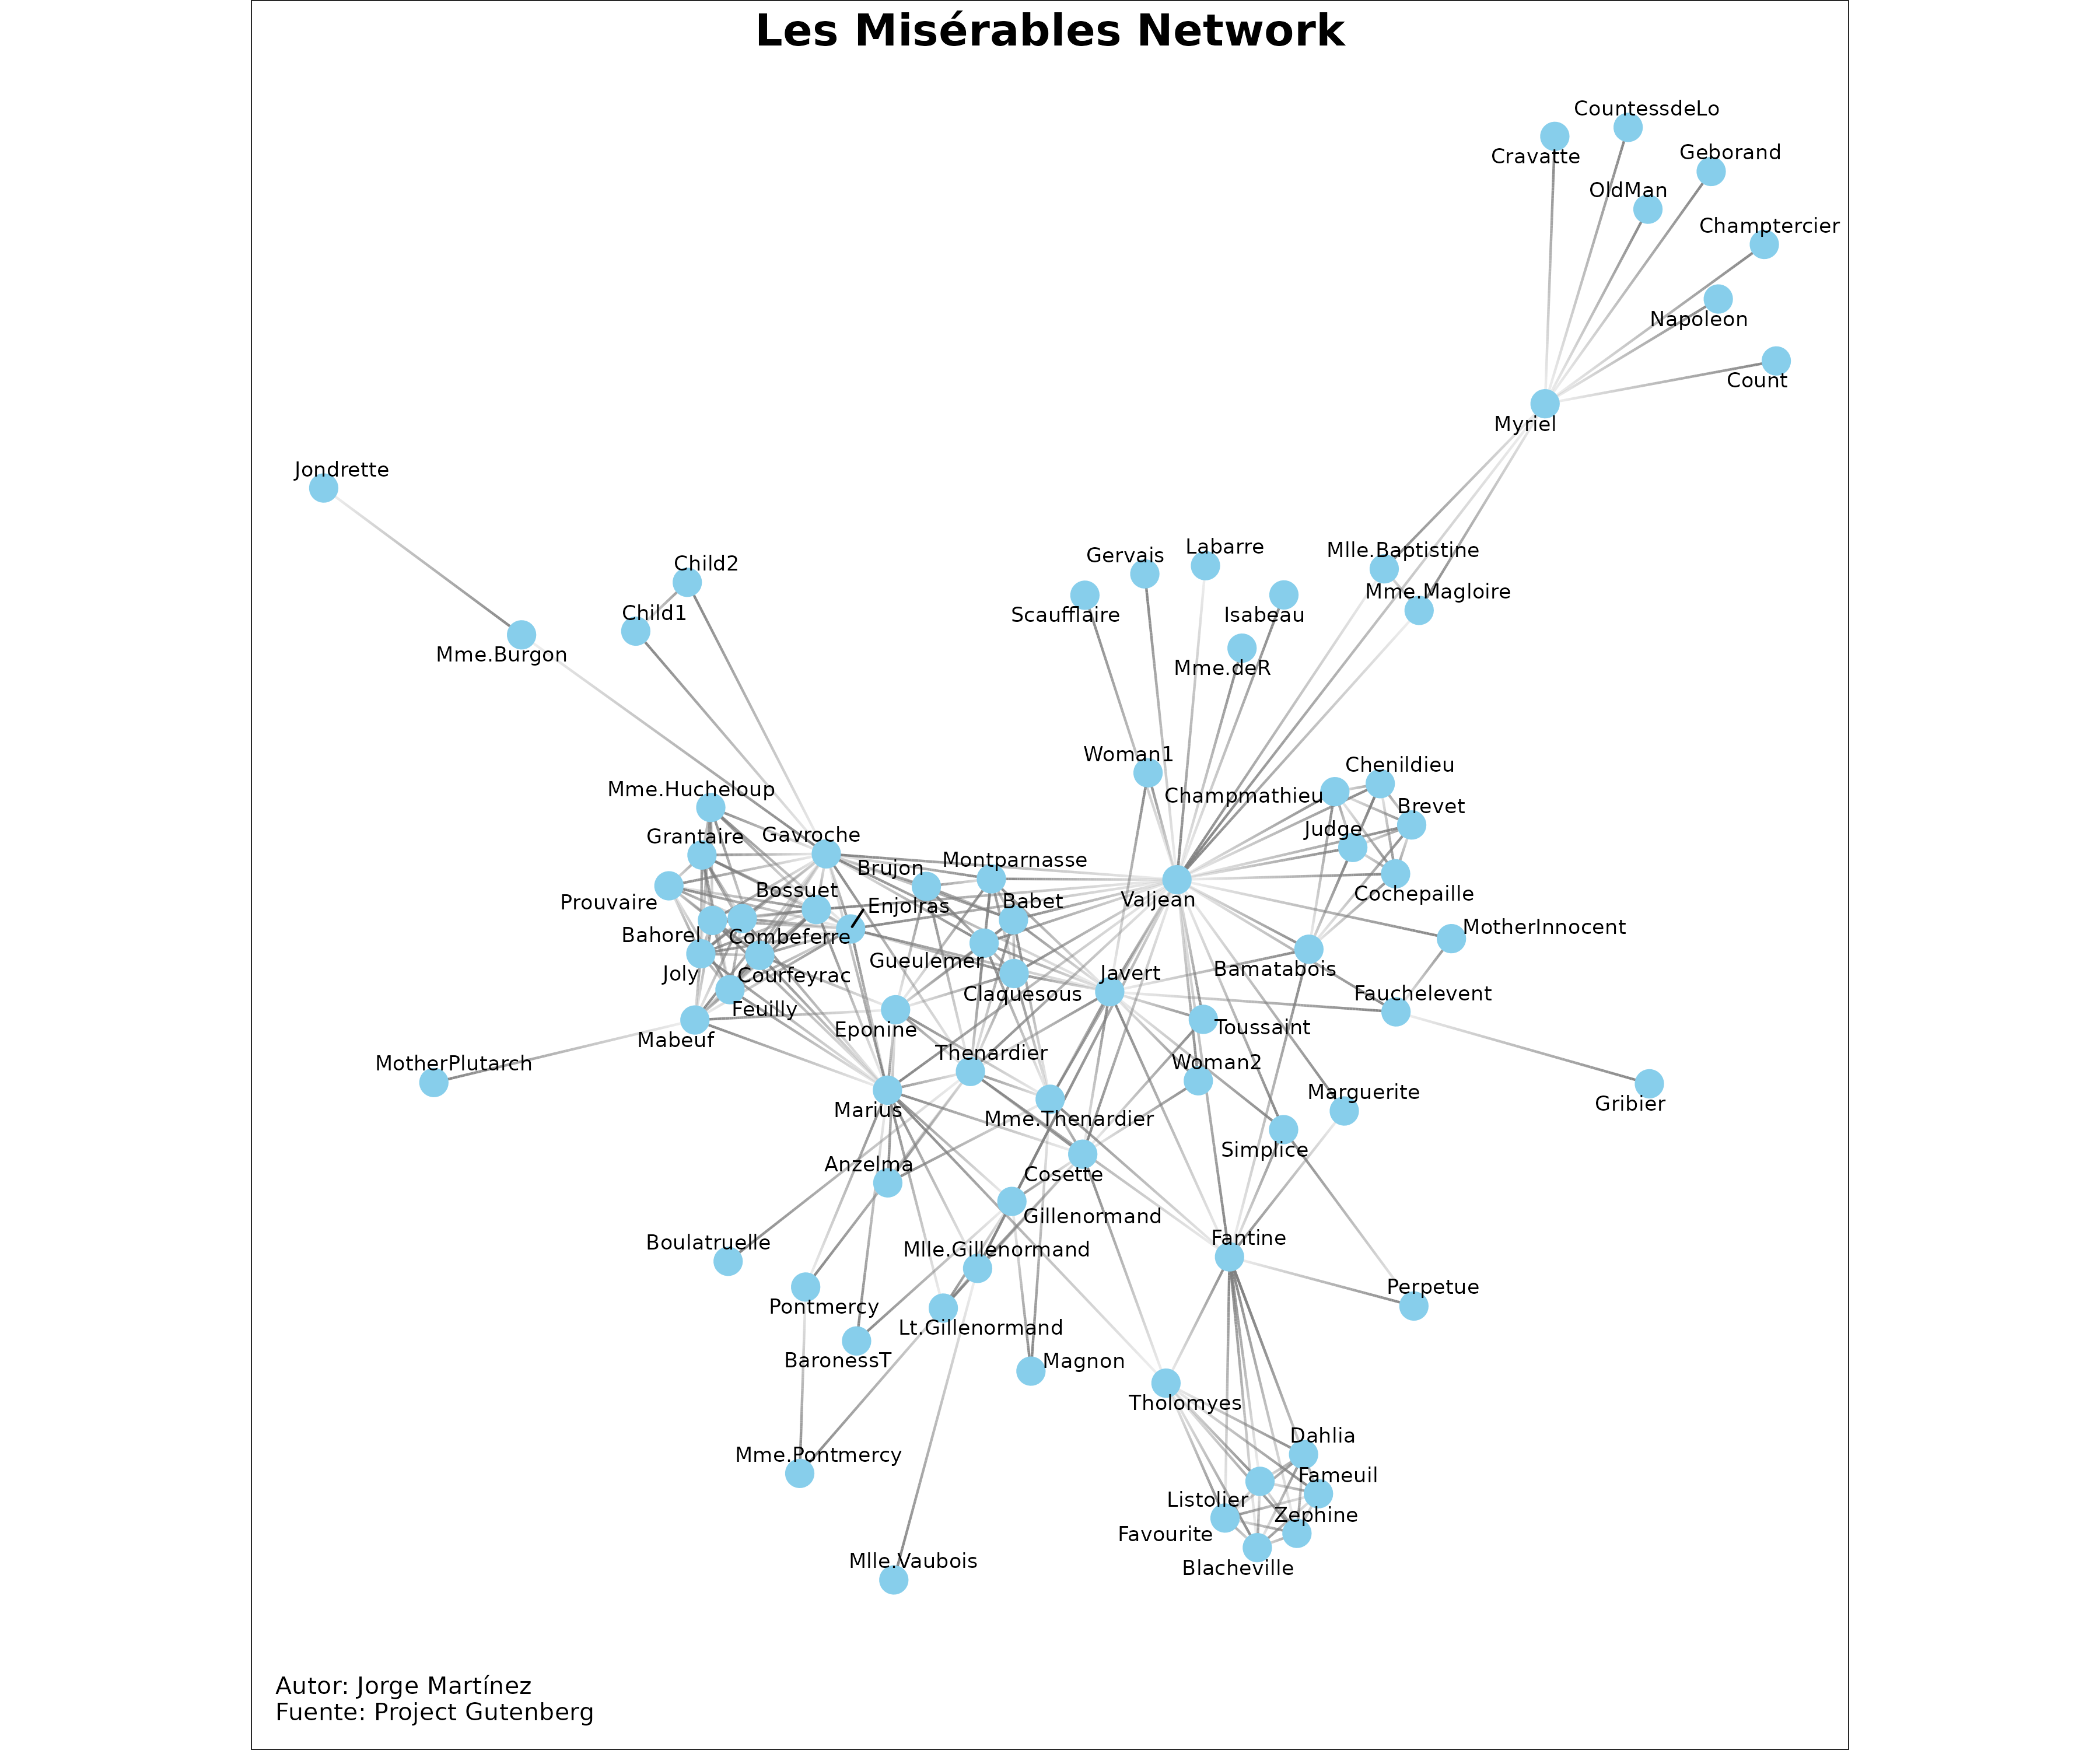 Les Misérables Network
CountessdeLo
Cravatte
Geborand
OldMan
Champtercier
Napoleon
Count
Myriel
Jondrette
Child2
Gervais
Labarre
Mlle.Baptistine
Mme.Magloire
Child1
Scaufflaire
Isabeau
Mme.Burgon
Mme.deR
Woman1
Chenildieu
Mme.Hucheloup
Champmathieu
Brevet
Grantaire
Gavroche
Judge
Brujon
Montparnasse
Bossuet
Prouvaire
Enjolras
Babet
Valjean
Cochepaille
Bahorel
Combeferre
MotherInnocent
Joly
Courfeyrac
Gueulemer
Javert
Bamatabois
Claquesous
Fauchelevent
Feuilly
Eponine
Toussaint
Mabeuf
MotherPlutarch
Thenardier
Woman2
Marguerite
Gribier
Marius
Mme.Thenardier
Simplice
Anzelma
Cosette
Gillenormand
Boulatruelle
Mlle.Gillenormand
Fantine
Perpetue
Pontmercy
Lt.Gillenormand
BaronessT
Magnon
Tholomyes
Dahlia
Mme.Pontmercy
Fameuil
Listolier
Zephine
Favourite
Blacheville
Mlle.Vaubois
Autor: Jorge Martínez
Fuente: Project Gutenberg